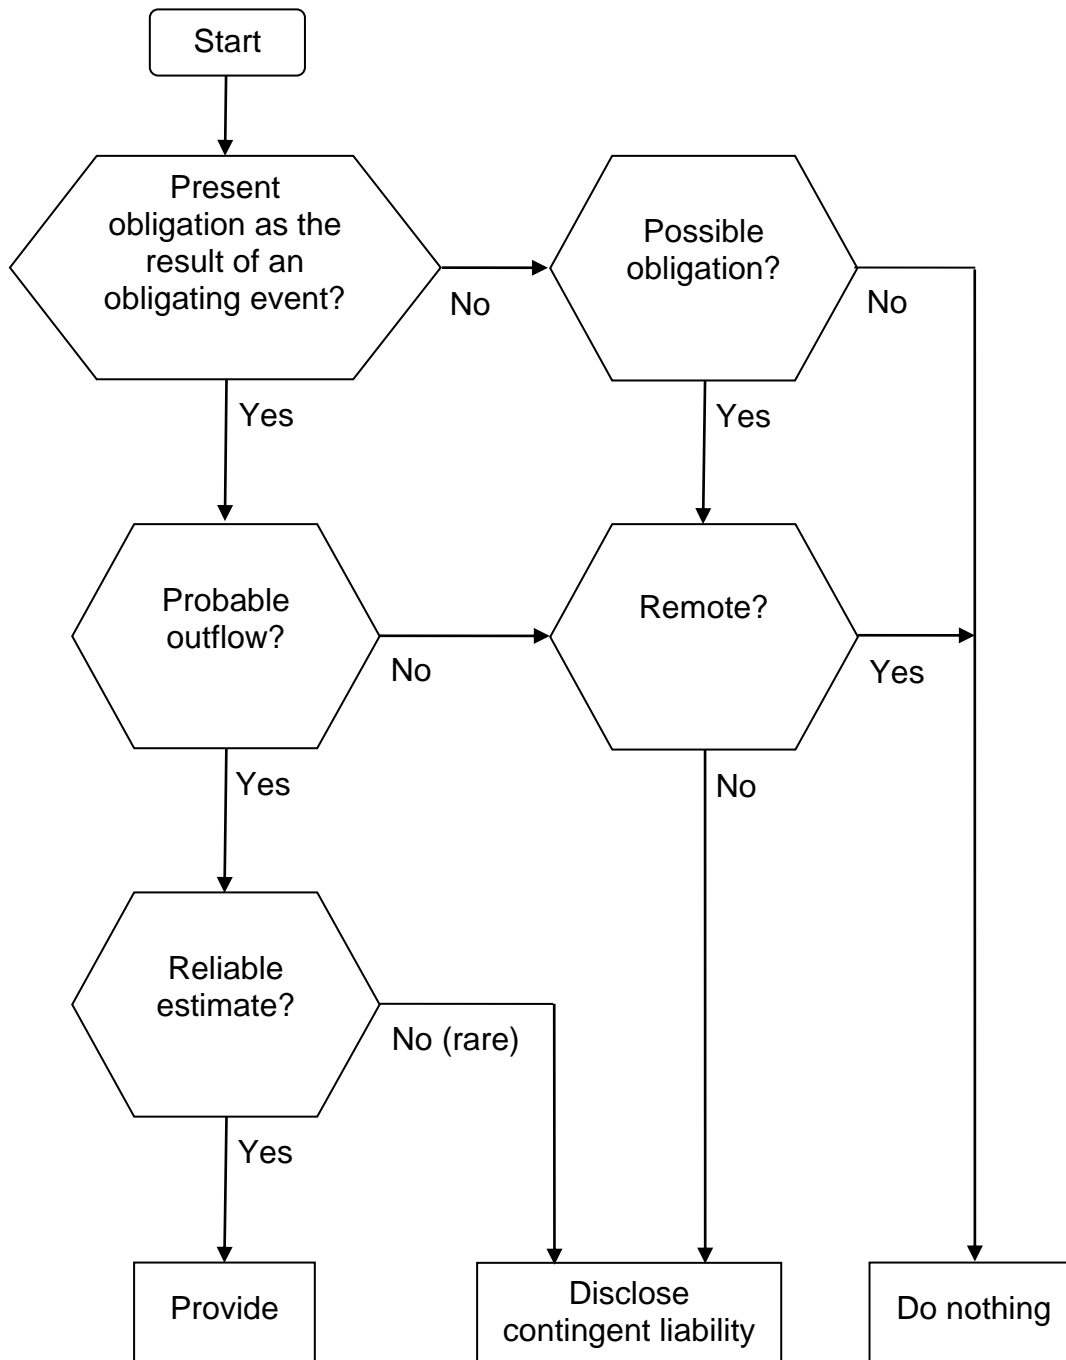 Start
Present
obligation as the
result of an
obligating event?
No
Possible
obligation?
No
Yes
Yes
Probable
outflow?
No
Remote?
Yes
Yes
No
Reliable
estimate?
No (rare)
Yes
Provide
Disclose
contingent liability
Do nothing